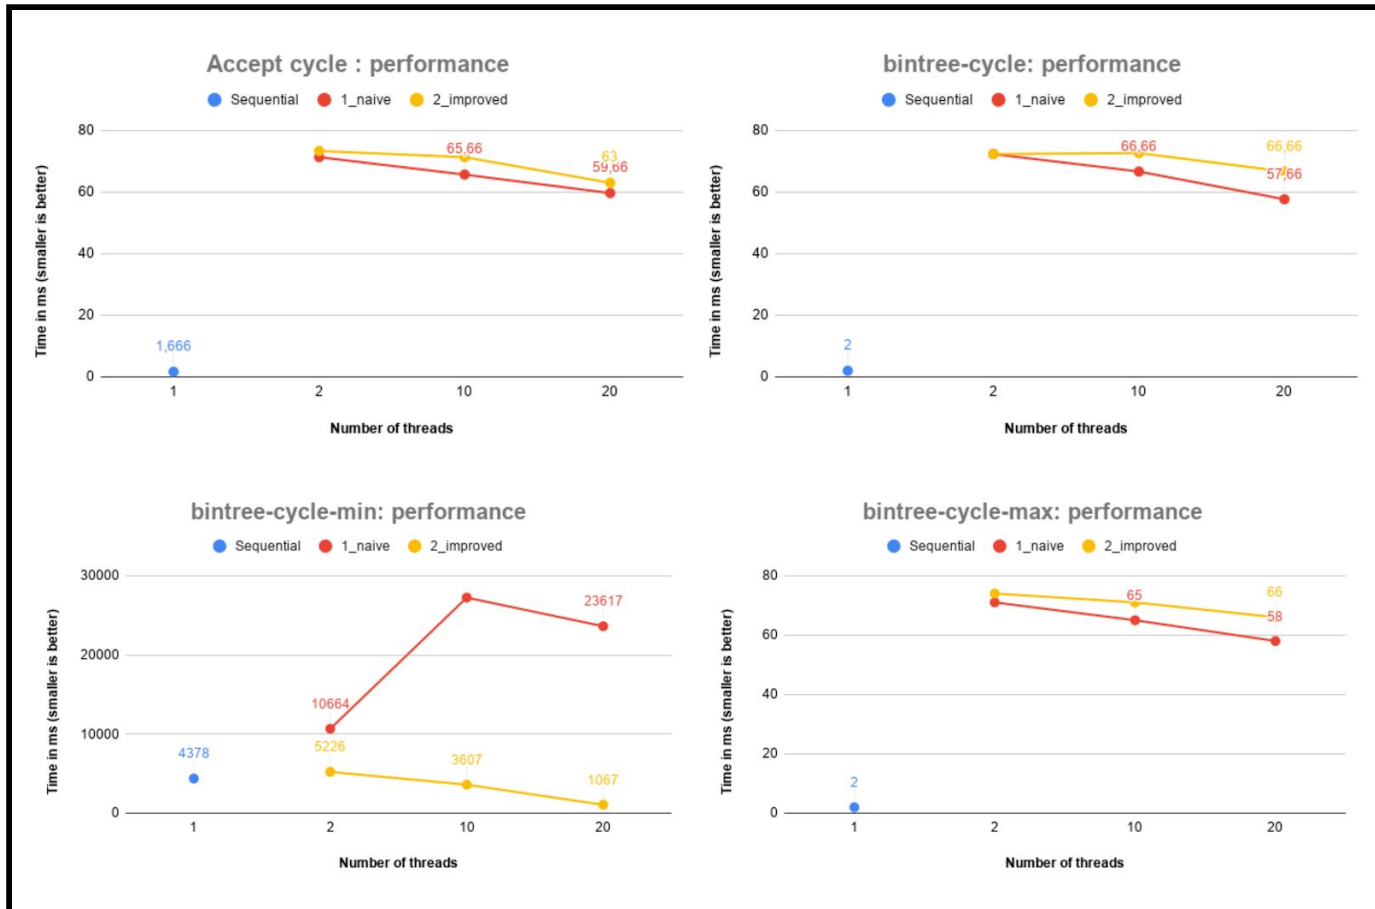 Accept cycle : performance
Sequential 1_naive 2_improved
Time in ms (smaller is better)
80
60
40
20
0
65,66
63
59,66
1,666
1 2 10 20
Number of threads
bintree-cycle: performance
Sequential 1_naive 2_improved
Time in ms (smaller is better)
80
60
40
20
0
66,66
66,66
57,66
2
1 2 10 20
Number of threads
bintree-cycle-min: performance
Sequential 1_naive 2_improved
Time in ms (smaller is better)
30000
20000
10000
0
23617
10664
5226
4378
3607
1067
1 2 10 20
Number of threads
bintree-cycle-max: performance
Sequential 1_naive 2_improved
Time in ms (smaller is better)
80
60
40
20
0
65
66
58
2
1 2 10 20
Number of threads